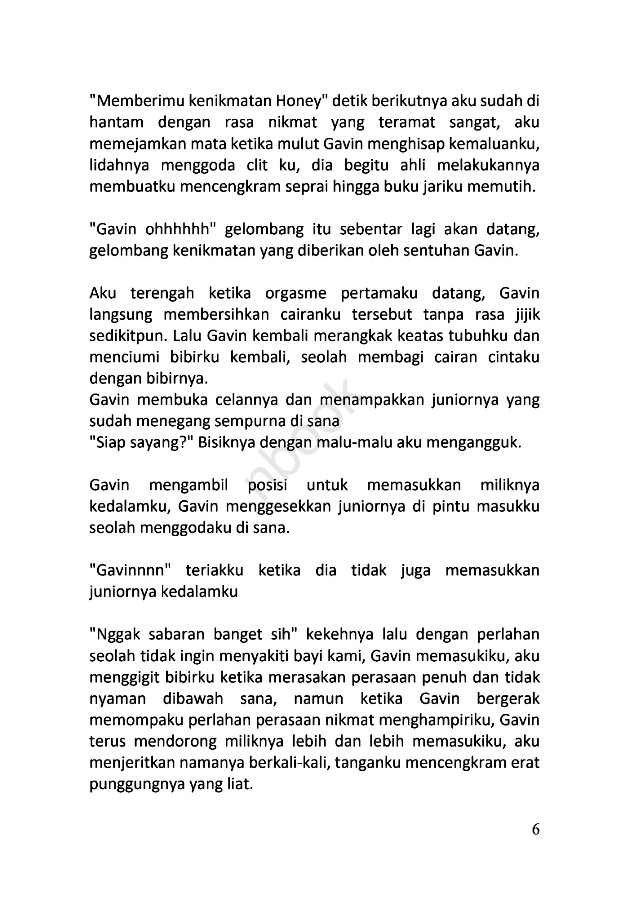 "Memberimu kenikmatan Honey" detik berikutnya aku sudah di
hantam dengan rasa nikmat yang teramat sangat, aku
memejamkan mata ketika mulut Gavin menghisap kemaluanku,
lidahnya menggoda clit ku, dia begitu ahli melakukannya
membuatku mencengkram seprai hingga buku jariku memutih.
"Gavin ohhhhhh" gelombang itu sebentar lagi akan datang,
gelombang kenikmatan yang diberikan oleh sentuhan Gavin.
Aku terengah ketika orgasme pertamaku datang, Gavin
langsung membersihkan cairanku tersebut tanpa rasa jijik
sedikitpun. Lalu Gavin kembali merangkak keatas tubuhku dan
menciumi bibirku kembali, seolah membagi cairan cintaku
dengan bibirnya.
Gavin membuka celannya dan menampakkan juniornya yang
sudah menegang sempurna di sana
"Siap sayang?" Bisiknya dengan malu-malu aku mengangguk.
nbook
Gavin mengambil posisi untuk memasukkan miliknya
kedalamku, Gavin menggesekkan juniornya di pintu masukku
seolah menggodaku di sana.
"Gavinnnn" teriakku ketika dia tidak juga memasukkan
juniornya kedalamku
"Nggak sabaran banget sih" kekehnya lalu dengan perlahan
seolah tidak ingin menyakiti bayi kami, Gavin memasukiku, aku
menggigit bibirku ketika merasakan perasaan penuh dan tidak
nyaman dibawah sana, namun ketika Gavin bergerak
memompaku perlahan perasaan nikmat menghampiriku, Gavin
terus mendorong miliknya lebih dan lebih memasukiku, aku
menjeritkan namanya berkali-kali, tanganku mencengkram erat
punggungnya yang liat.
6